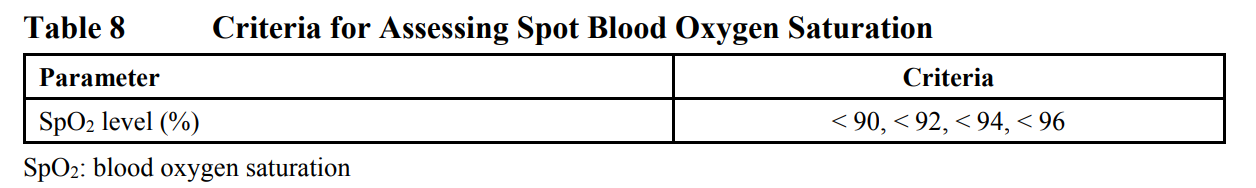 Table 8 Criteria for Assessing Spot Blood Oxygen Saturation
Parameter Criteria
SpO₂ level (%) < 90, < 92, < 94, < 96
SpO₂: blood oxygen saturation